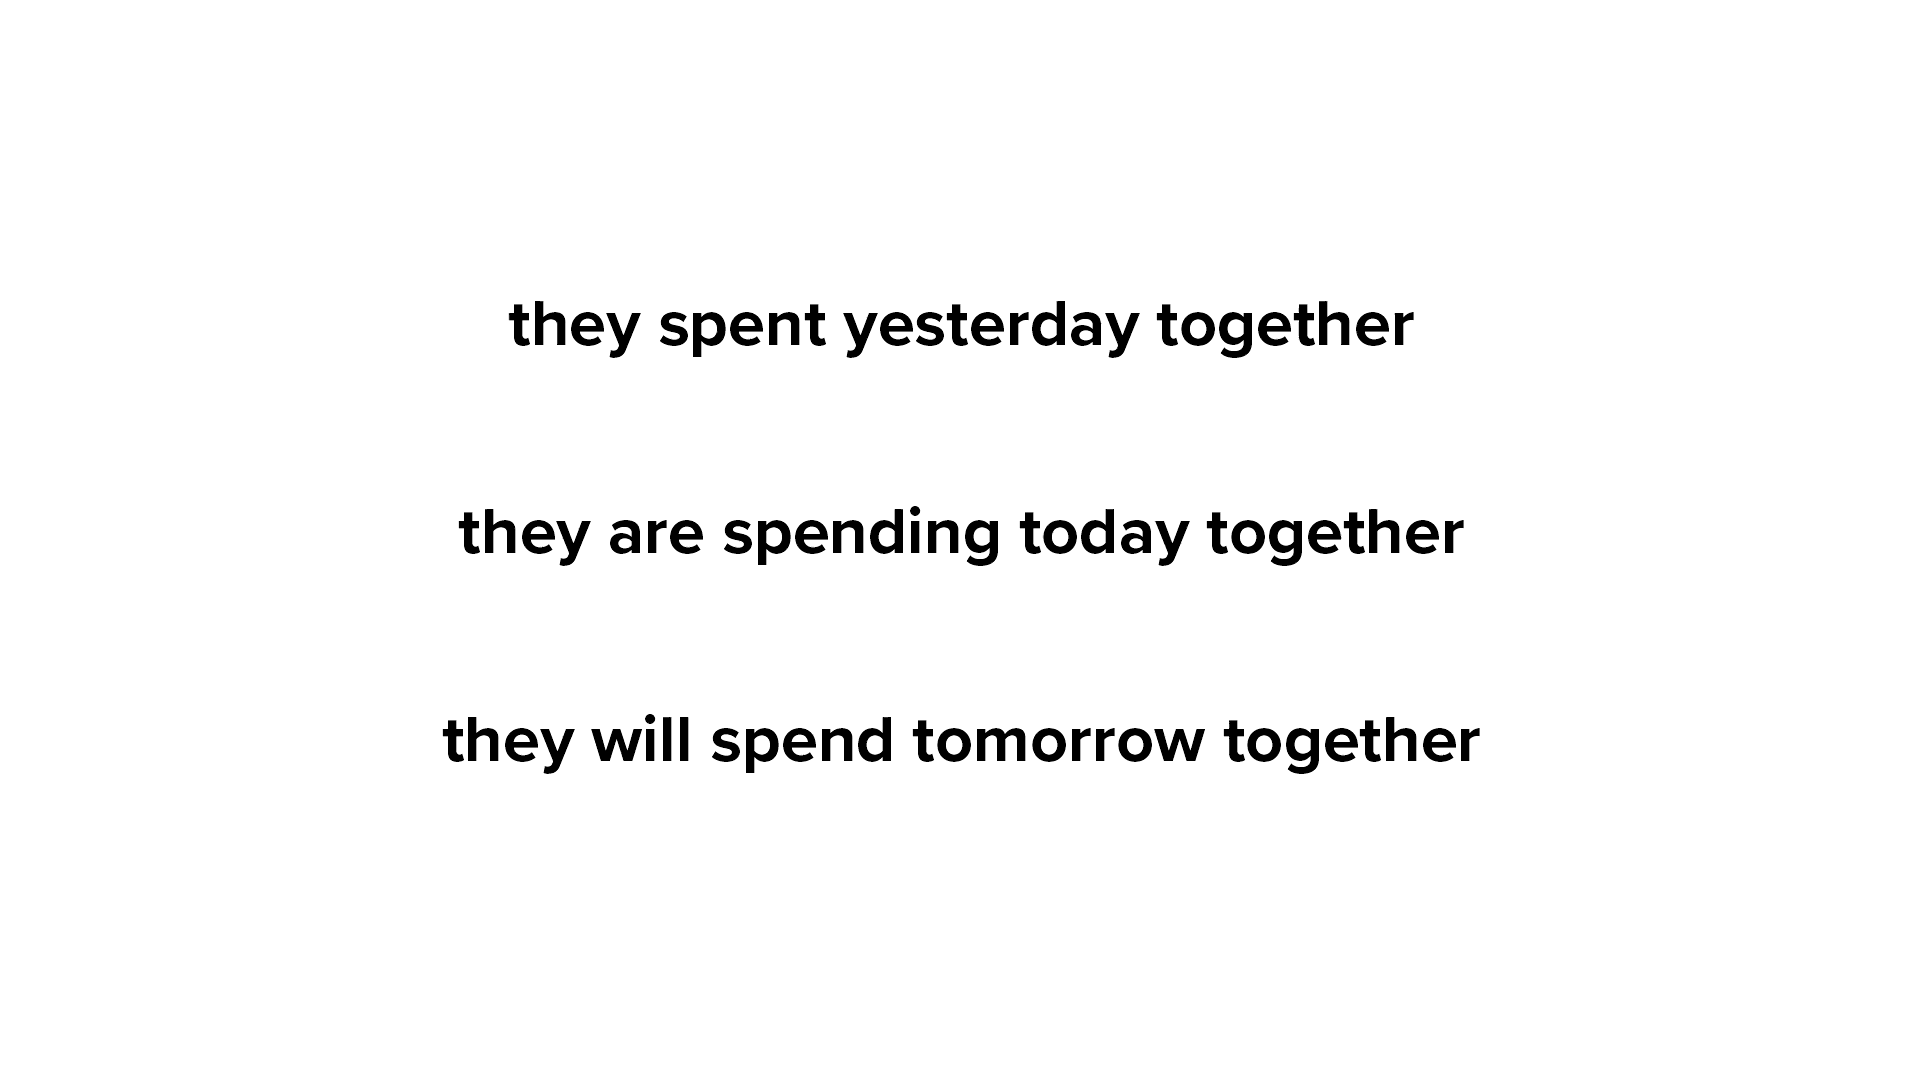 they spent yesterday together
they are spending today together
they will spend tomorrow together